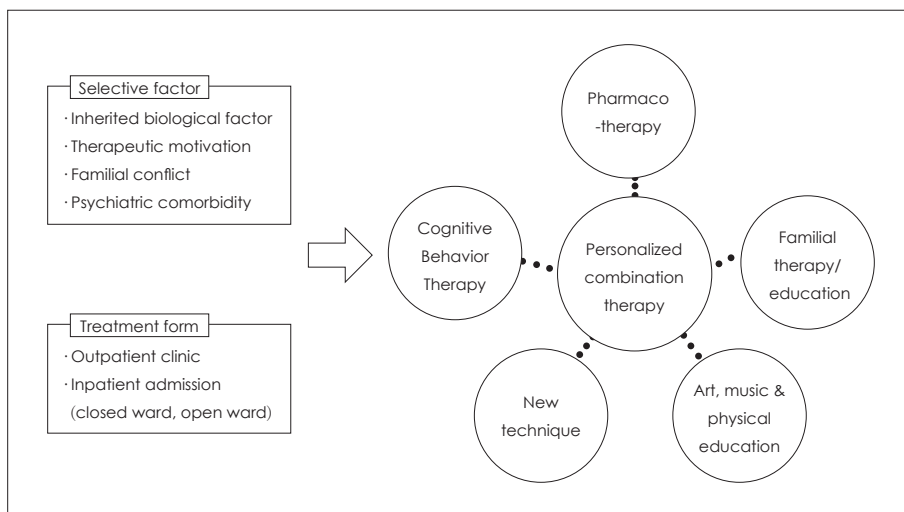 Selective factor
·Inherited biological factor
·Therapeutic motivation
·Familial conflict
·Psychiatric comorbidity
Treatment form
·Outpatient clinic
·Inpatient admission
(closed ward, open ward)
Pharmaco
-therapy
Cognitive
Behavior
Therapy
Personalized
combination
therapy
Familial
therapy/
education
New
technique
Art, music &
physical
education